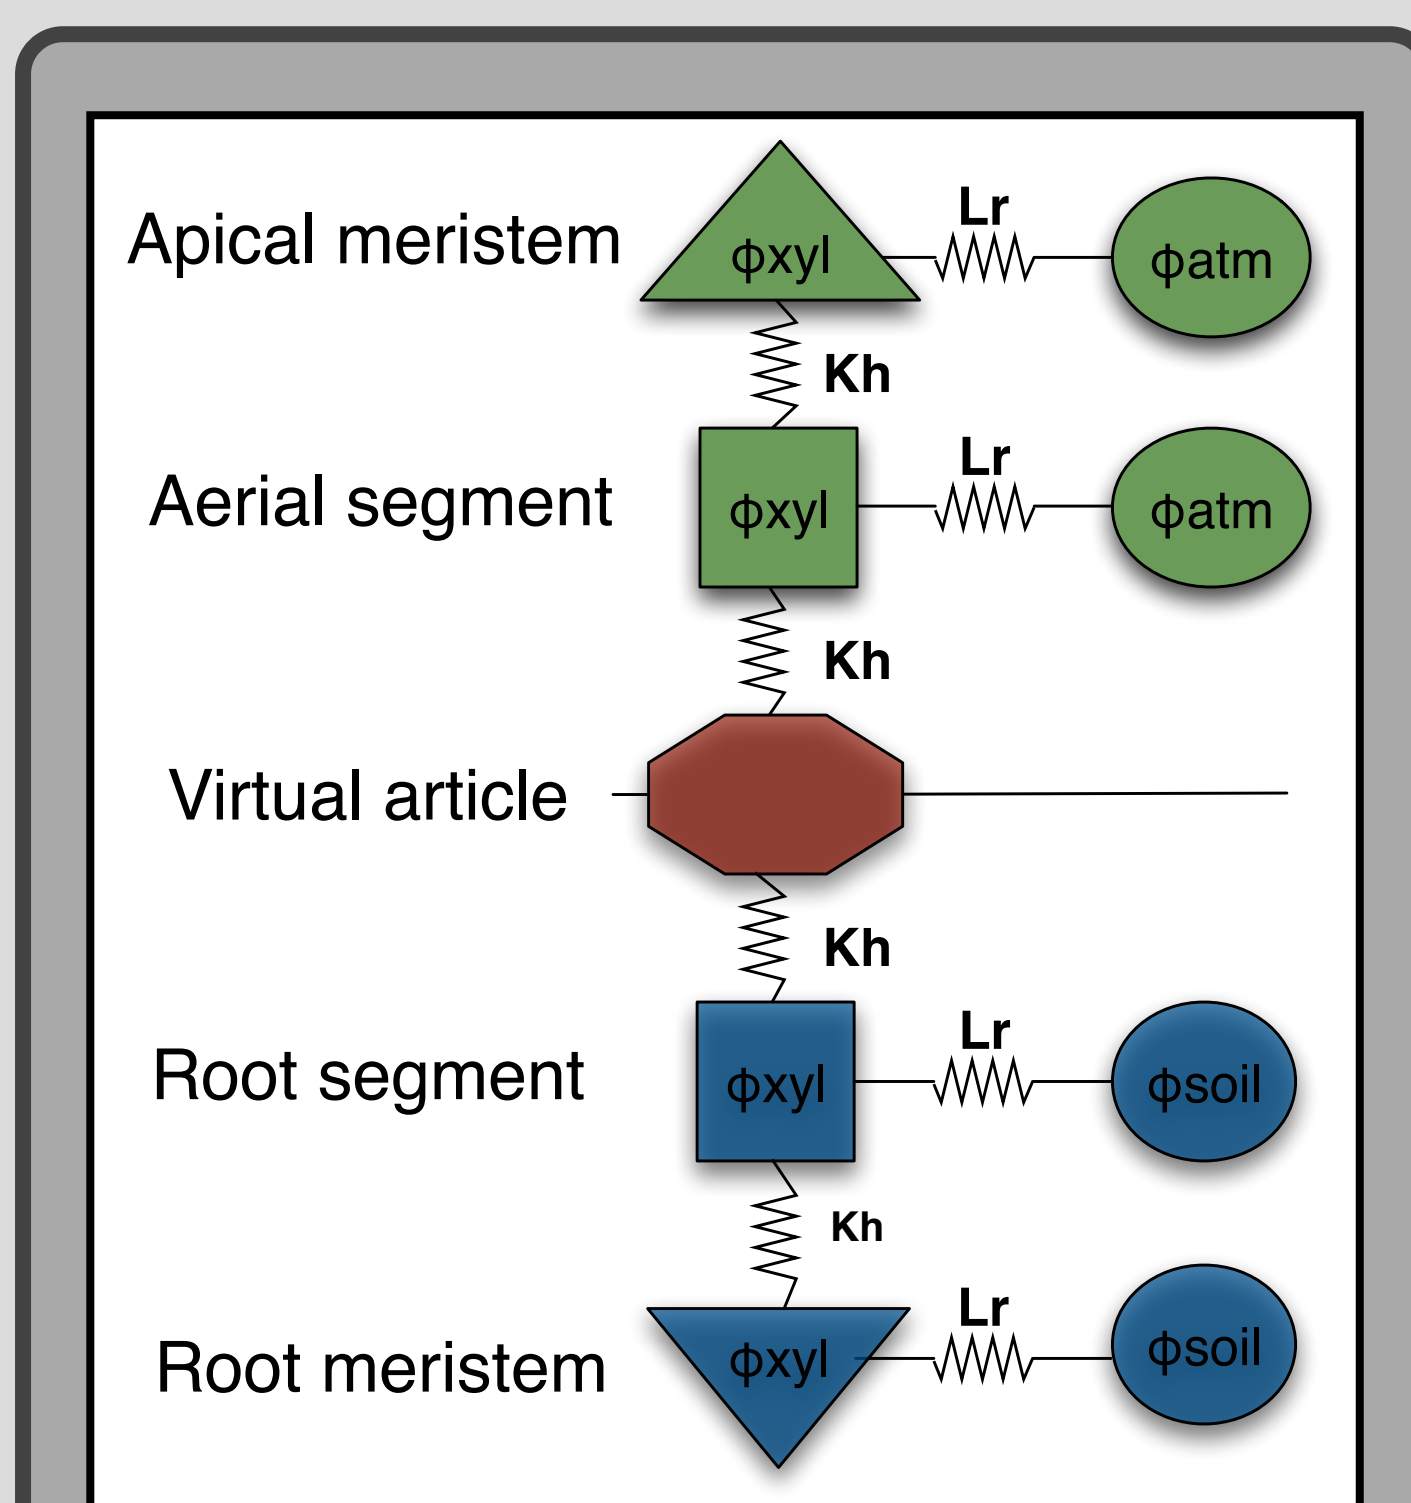 Apical meristem
ϕxyl
Lr
ϕatm
Kh
Aerial segment
ϕxyl
Lr
ϕatm
Kh
Virtual article
Kh
Root segment
ϕxyl
Lr
ϕsoil
Kh
Root meristem
ϕxyl
Lr
ϕsoil